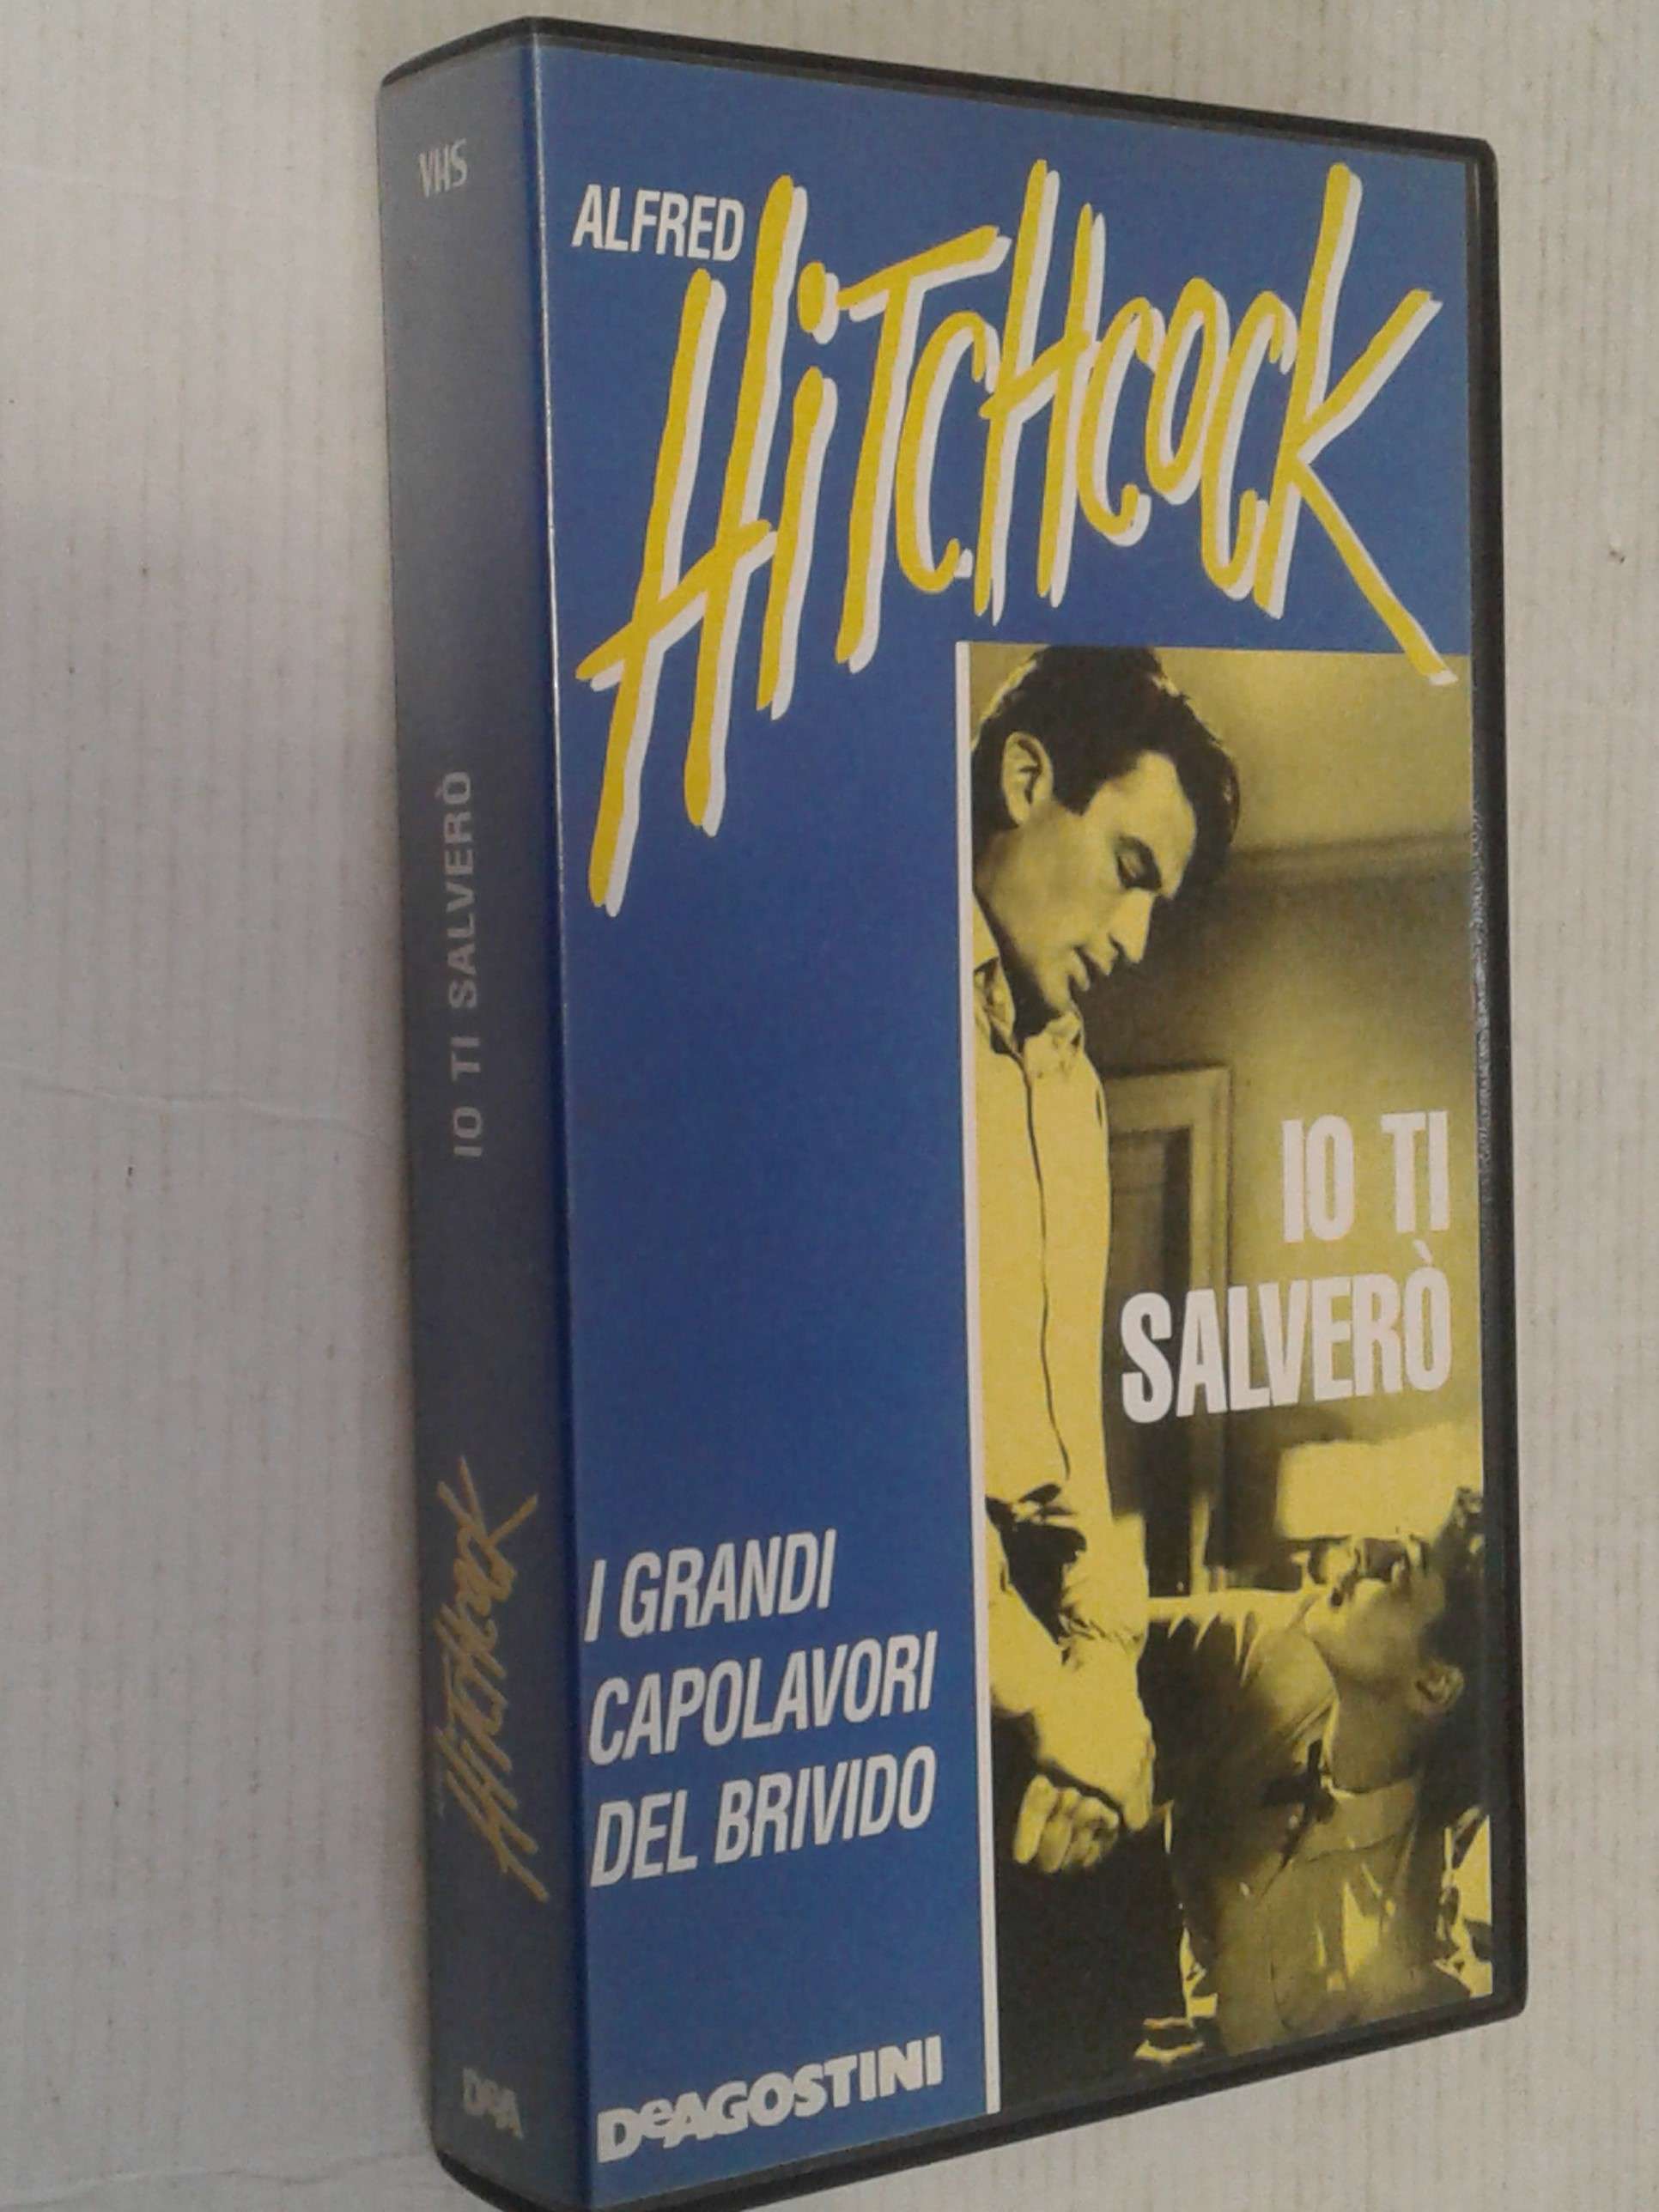 VHS
IO TI SALVERÒ
HiTCHCOCK
DeA
ALFRED
HiTCHCOCK
IO TI
SALVERÒ
I GRANDI
CAPOLAVORI
DEL BRIVIDO
DeAGOSTINI